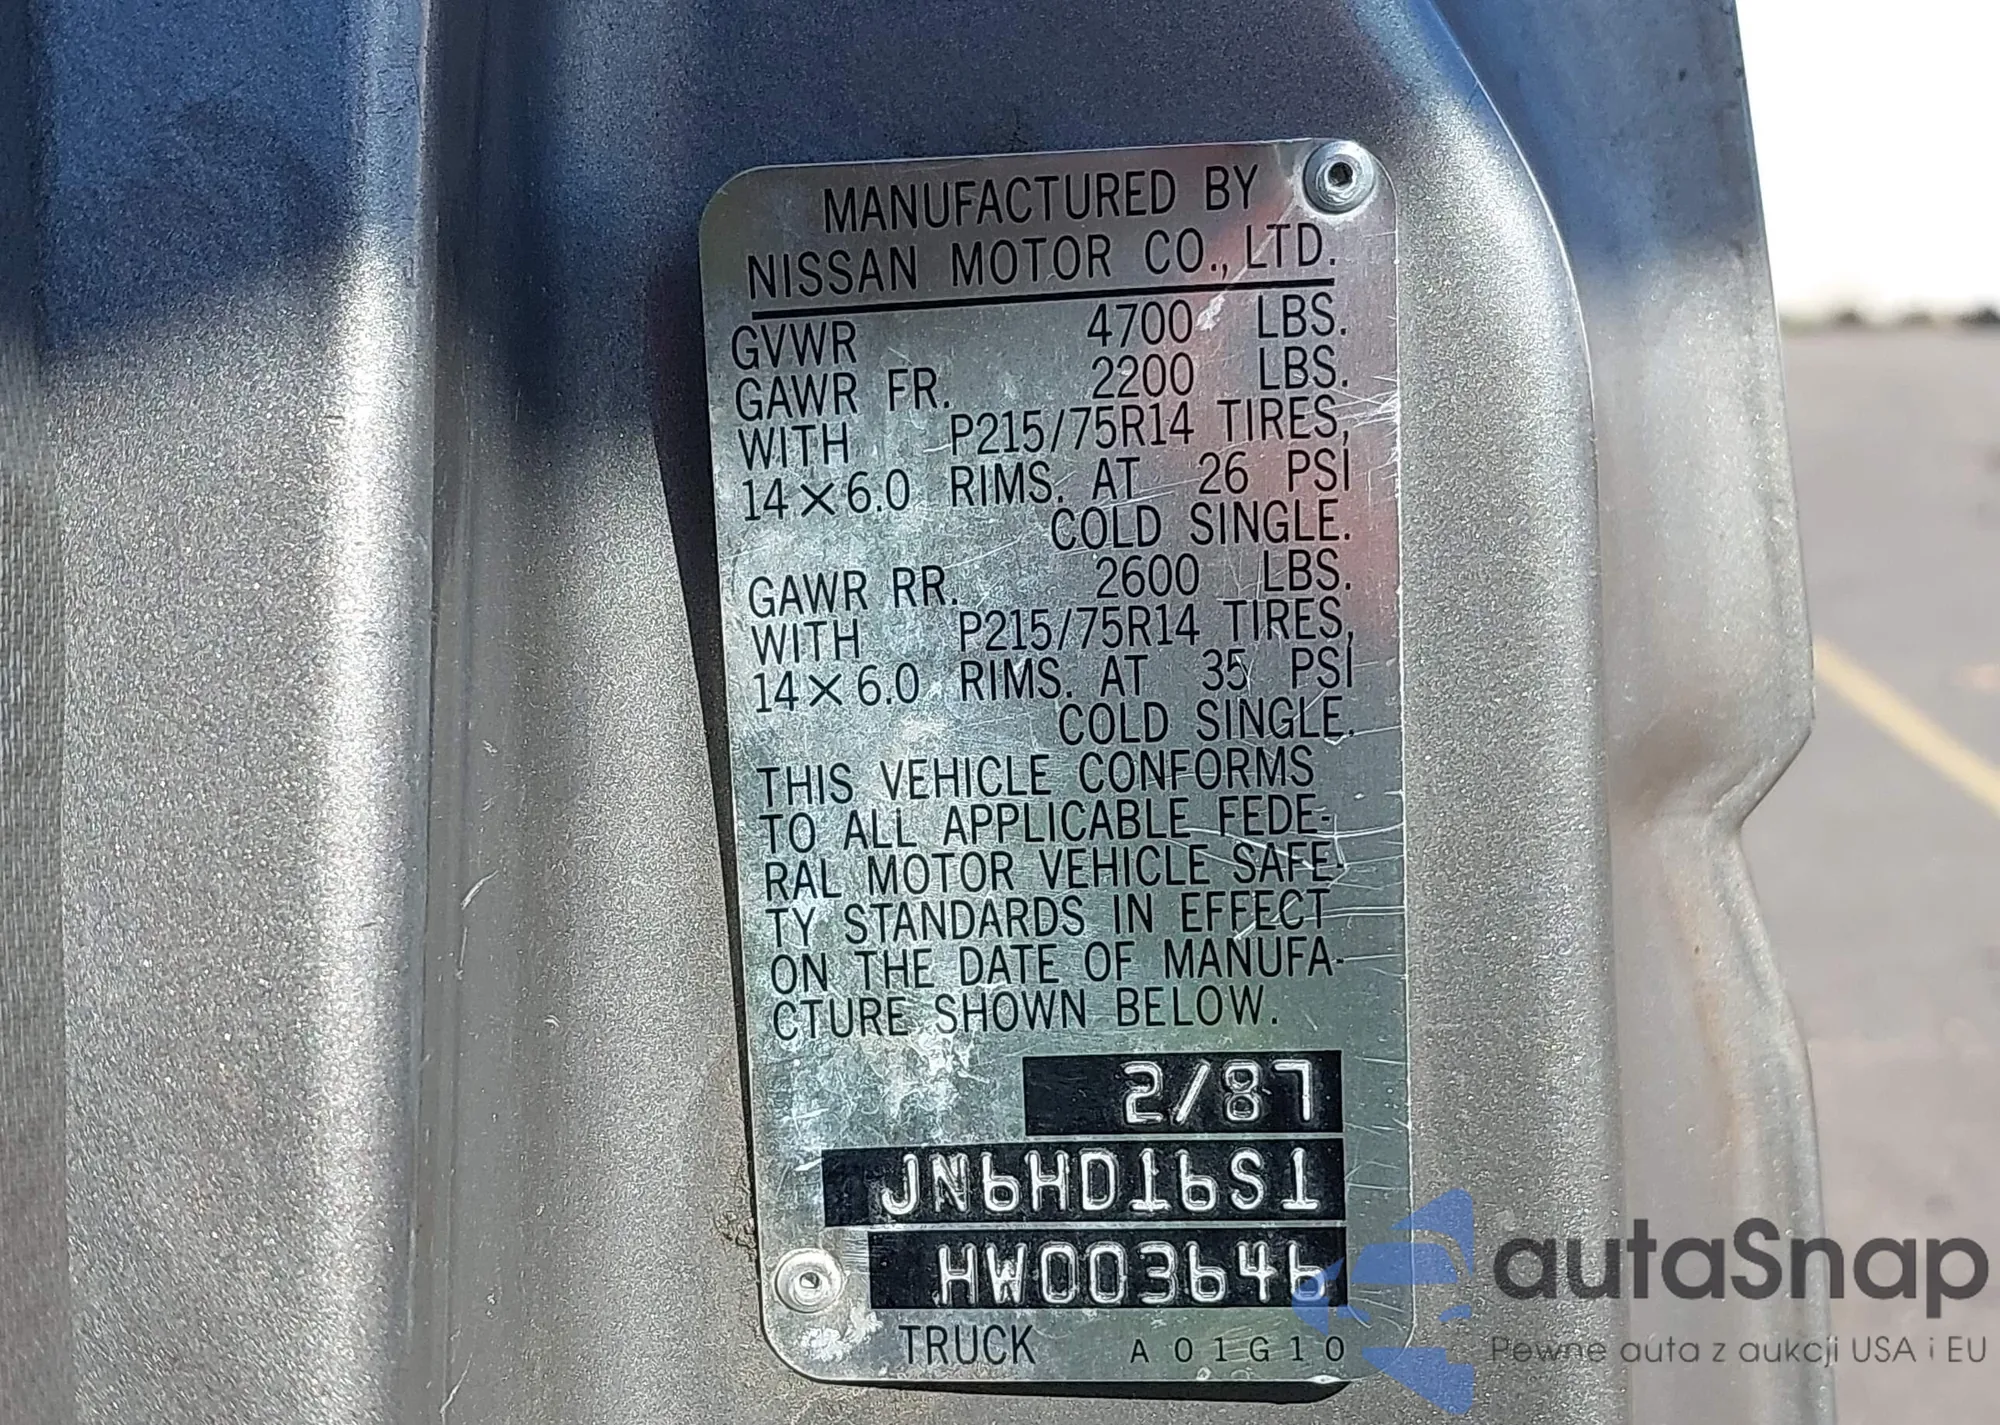 MANUFACTURED BY
NISSAN MOTOR CO., LTD.
GVWR 4700 LBS.
GAWR FR. 2200 LBS.
WITH P215/75R14 TIRES,
14×6.0 RIMS. AT 26 PSI
COLD SINGLE.
GAWR RR. 2600 LBS.
WITH P215/75R14 TIRES,
14×6.0 RIMS. AT 35 PSI
COLD SINGLE.
THIS VEHICLE CONFORMS
TO ALL APPLICABLE FEDE-
RAL MOTOR VEHICLE SAFE-
TY STANDARDS IN EFFECT
ON THE DATE OF MANUFA-
CTURE SHOWN BELOW.
2/87
JN6HD16S1
HW003646
TRUCK A01G10
autaSnap
Pewne auta z aukcji USA i EU